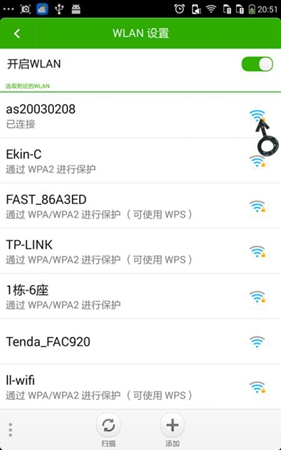 20:51
WLAN 设置
开启WLAN
选取附近的WLAN
as20030208
已连接
Ekin-C
通过 WPA2 进行保护
FAST_86A3ED
通过 WPA/WPA2 进行保护（可使用 WPS）
TP-LINK
通过 WPA/WPA2 进行保护（可使用 WPS）
1栋-6座
通过 WPA/WPA2 进行保护
Tenda_FAC920
ll-wifi
通过 WPA/WPA2 进行保护（可使用 WPS）
扫描 添加